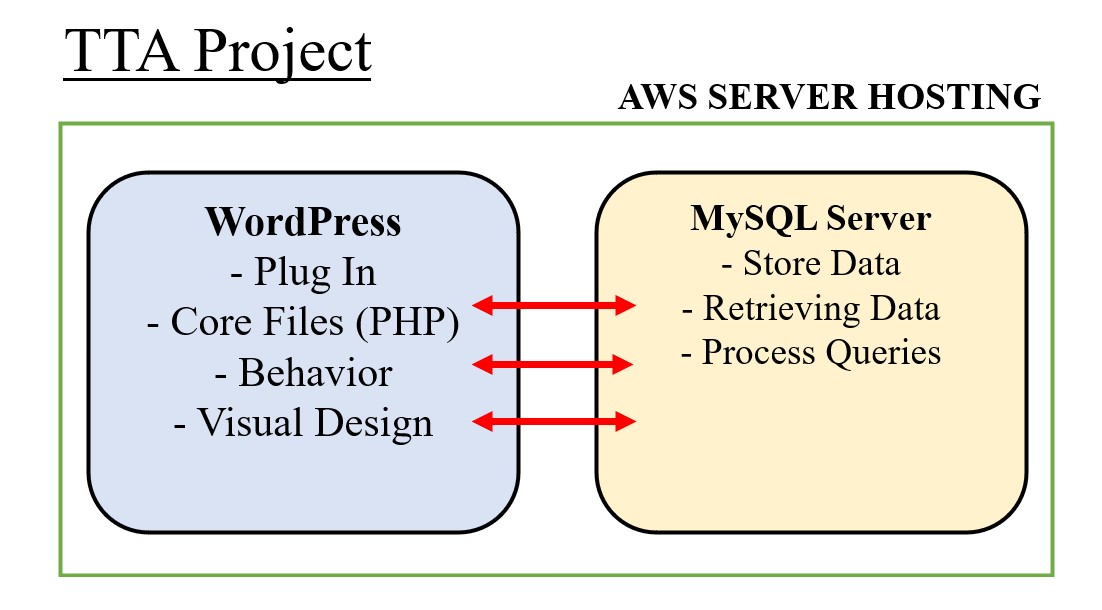 TTA Project
AWS SERVER HOSTING
WordPress
- Plug In
- Core Files (PHP)
- Behavior
- Visual Design
MySQL Server
- Store Data
- Retrieving Data
- Process Queries